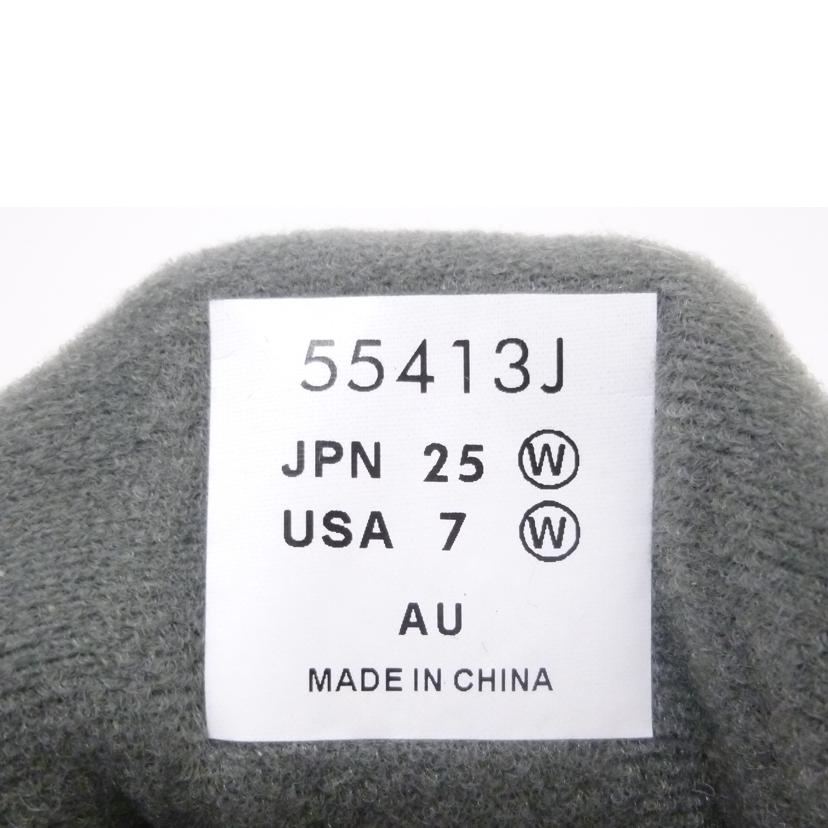 55413J
JPN 25 Ⓦ
USA 7 Ⓦ
AU
MADE IN CHINA